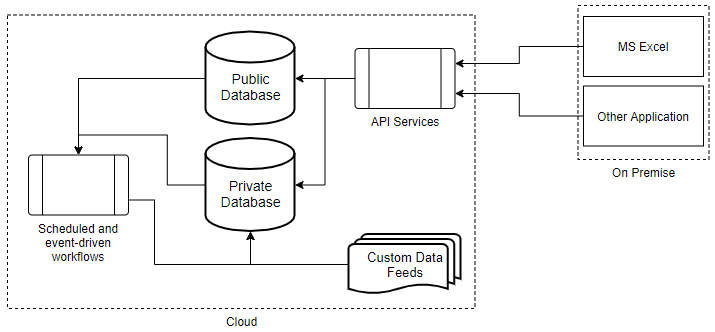 Public
Database
API Services
MS Excel
Other Application
On Premise
Private
Database
Scheduled and
event-driven
workflows
Custom Data
Feeds
Cloud